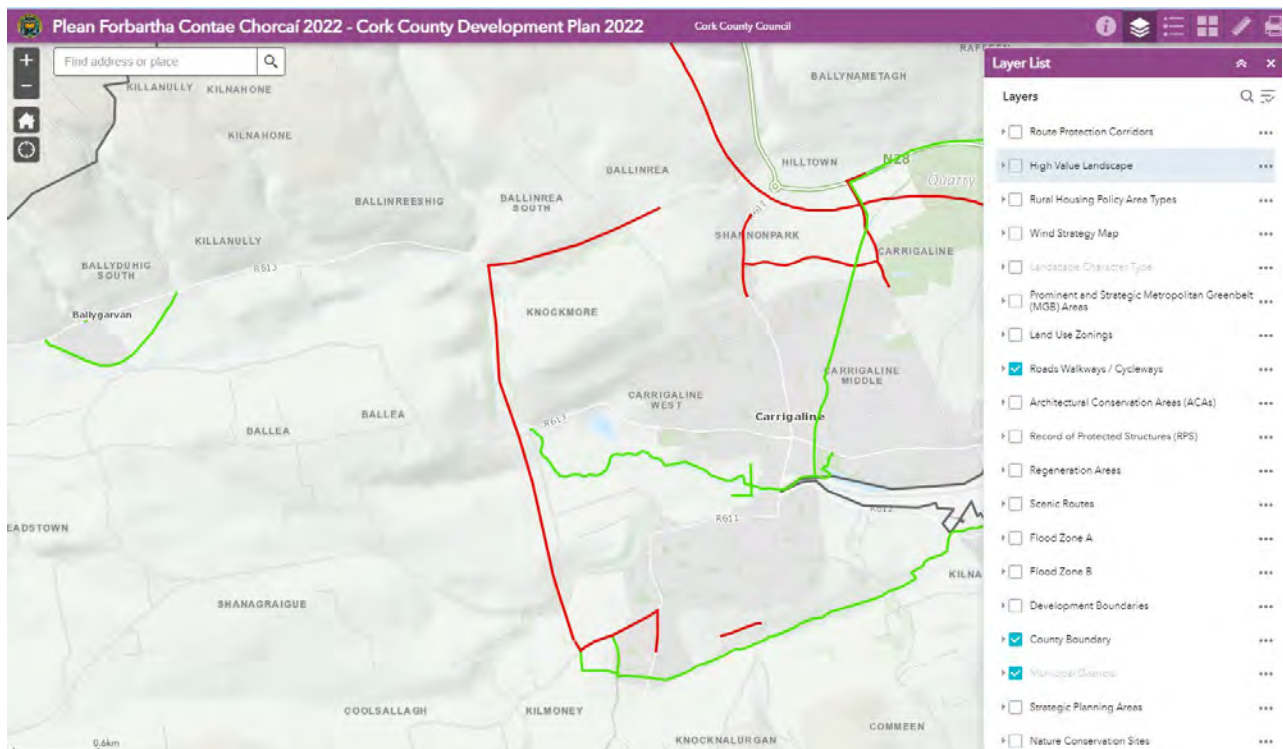 Plean Forbartha Contae Chorcaí 2022 - Cork County Development Plan 2022
Cork County Council
Find address or place
Layer List
Layers
Route Protection Corridors
High Value Landscape
Rural Housing Policy Area Types
Wind Strategy Map
Landscape Character Type
Prominent and Strategic Metropolitan Greenbelt
(MGB) Areas
Land Use Zonings
Roads Walkways / Cycleways
Architectural Conservation Areas (ACAs)
Record of Protected Structures (RPS)
Regeneration Areas
Scenic Routes
Flood Zone A
Flood Zone B
Development Boundaries
County Boundary
Municipal Districts
Strategic Planning Areas
Nature Conservation Sites
RAFFEEN
BALLYNAMETAGH
KILLANULLY
KILNAHONE
KILNAHONE
HILLTOWN
N28
Quarry
BALLINREA
BALLINREESHIG
BALLINREA
SOUTH
R611
SHANNONPARK
KILLANULLY
CARRIGALINE
BALLYDUHIG
SOUTH
R613
Ballygarvan
KNOCKMORE
CARRIGALINE
MIDDLE
CARRIGALINE
WEST
Carrigaline
BALLEA
BALLEA
R613
R611
R612
EADSTOWN
KILNA
SHANAGRAIGUE
COOLSALLAGH
KILMONEY
COMMEEN
KNOCKNALURGAN
0.6km